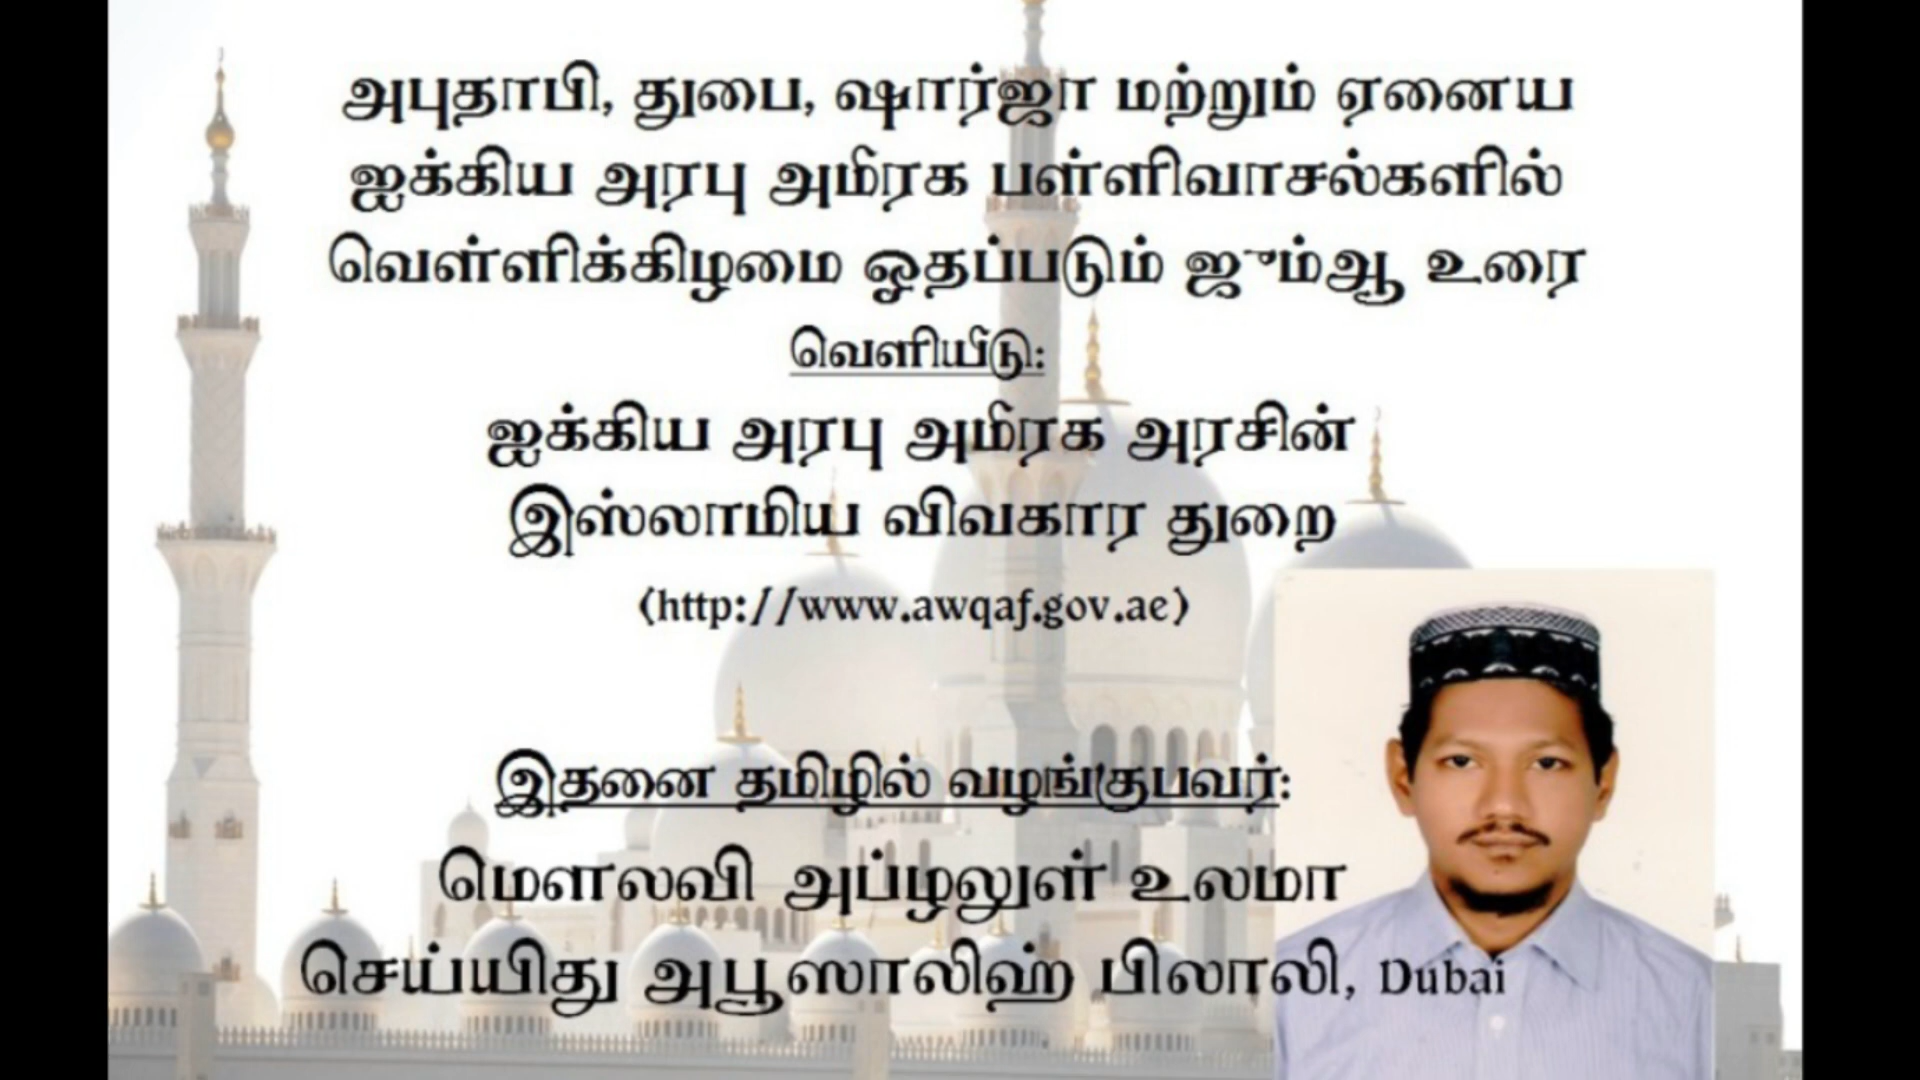 அபுதாபி, துபை, ஷார்ஜா மற்றும் ஏனைய
ஐக்கிய அரபு அமீரக பள்ளிவாசல்களில்
வெள்ளிக்கிழமை ஓதப்படும் ஜும்ஆ உரை
வெளியீடு:
ஐக்கிய அரபு அமீரக அரசின்
இஸ்லாமிய விவகார துறை
(http://www.awqaf.gov.ae)
இதனை தமிழில் வழங்குபவர்:
மௌலவி அப்ழலுள் உலமா
செய்யிது அபூஸாலிஹ் பிலாலி, Dubai